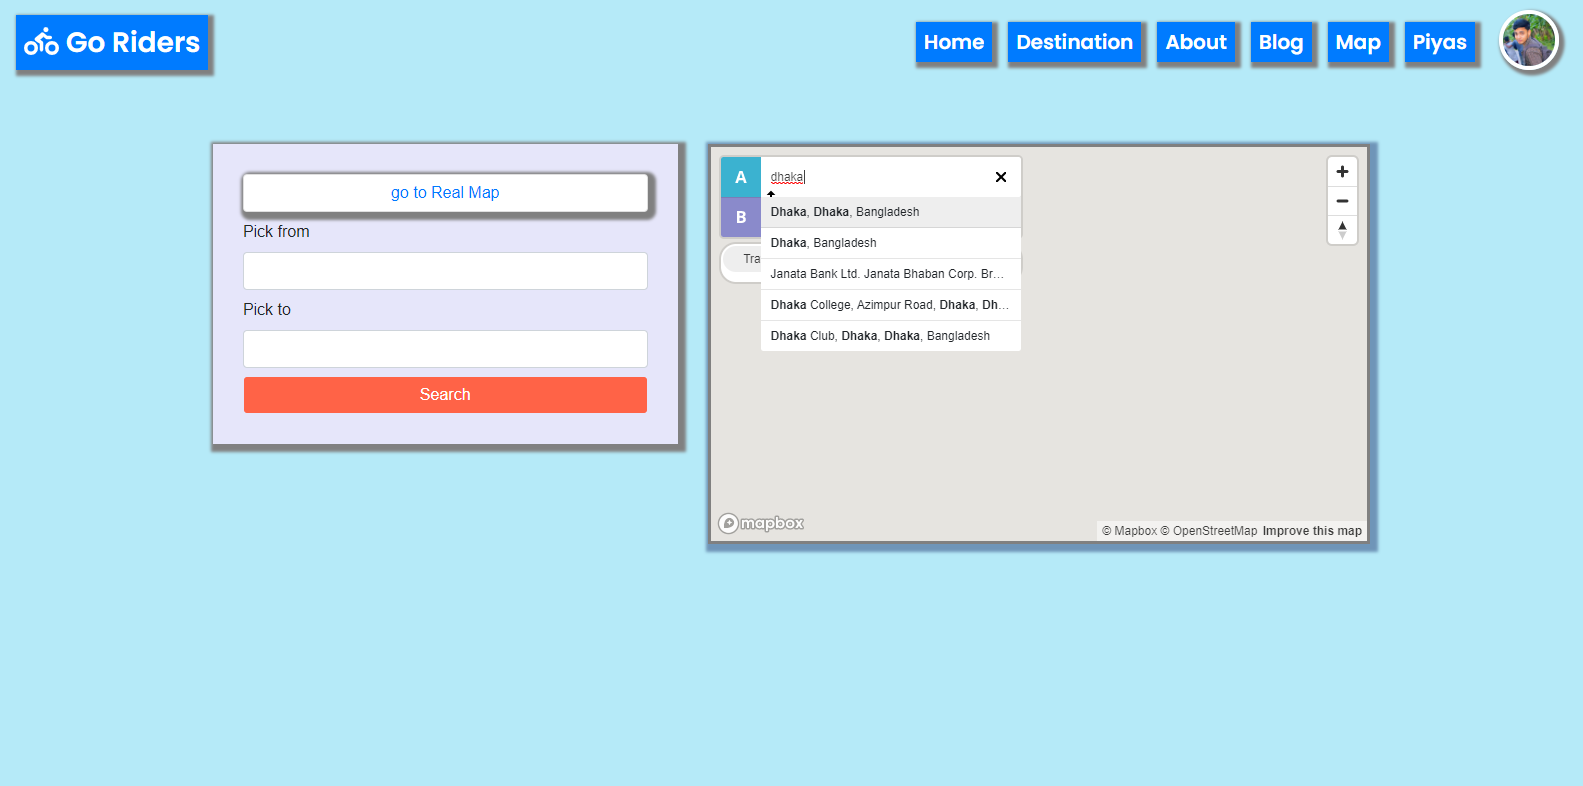 Go Riders
Home Destination About Blog Map Piyas
go to Real Map
Pick from
Pick to
Search
A dhaka
B
Dhaka, Dhaka, Bangladesh
Dhaka, Bangladesh
Janata Bank Ltd. Janata Bhaban Corp. Br...
Dhaka College, Azimpur Road, Dhaka, Dh...
Dhaka Club, Dhaka, Dhaka, Bangladesh
Tra
mapbox
© Mapbox © OpenStreetMap Improve this map